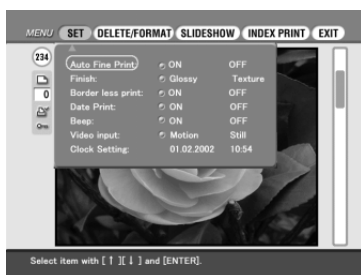 MENU SET DELETE/FORMAT SLIDESHOW INDEX PRINT EXIT
234
Auto Fine Print: ON OFF
Finish: Glossy Texture
0
Border less print: ON OFF
Date Print: ON OFF
Beep: ON OFF
Video input: Motion Still
Clock Setting: 01.02.2002 10:54
Select item with [ ↑ ][ ↓ ] and [ENTER].